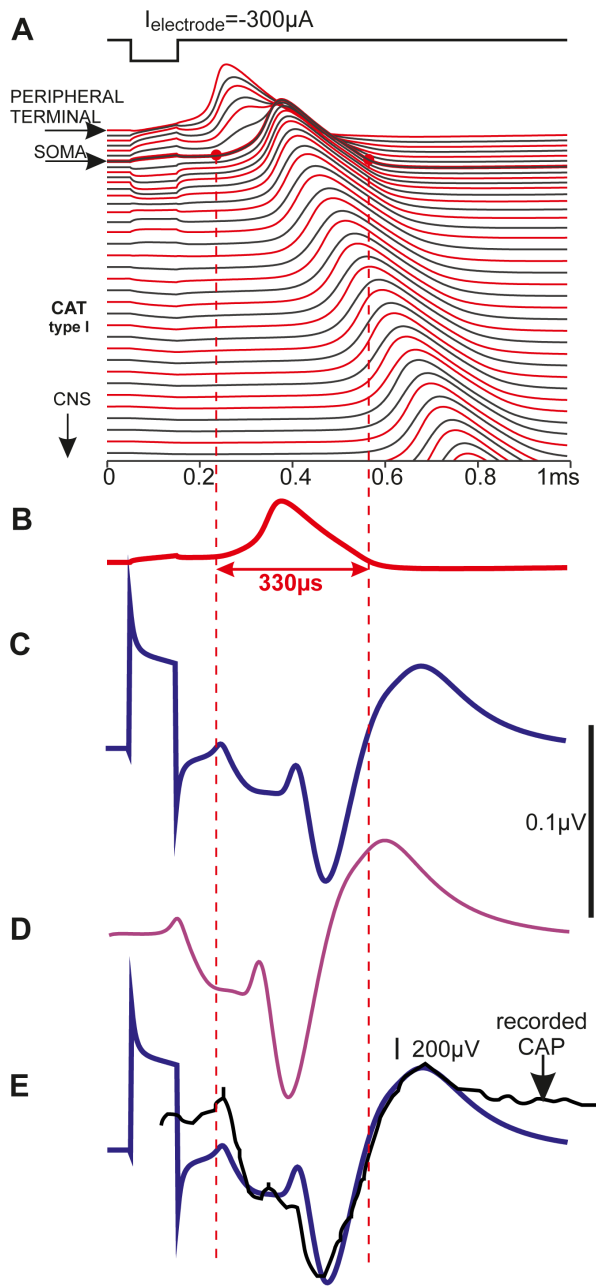 A
Ielectrode=-300µA
PERIPHERAL
TERMINAL
SOMA
CAT
type I
CNS
0 0.2 0.4 0.6 0.8 1ms
B
330µs
C
0.1µV
D
recorded
CAP
200µV
E